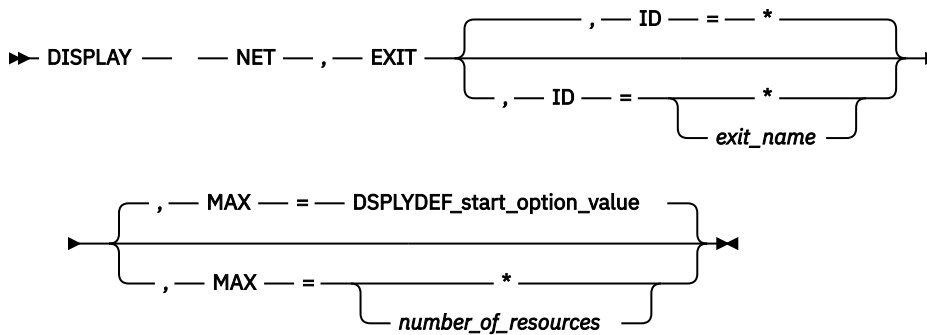 , ID = *
DISPLAY NET , EXIT
, ID = *
exit_name
, MAX = DSPLYDEF_start_option_value
, MAX = *
number_of_resources